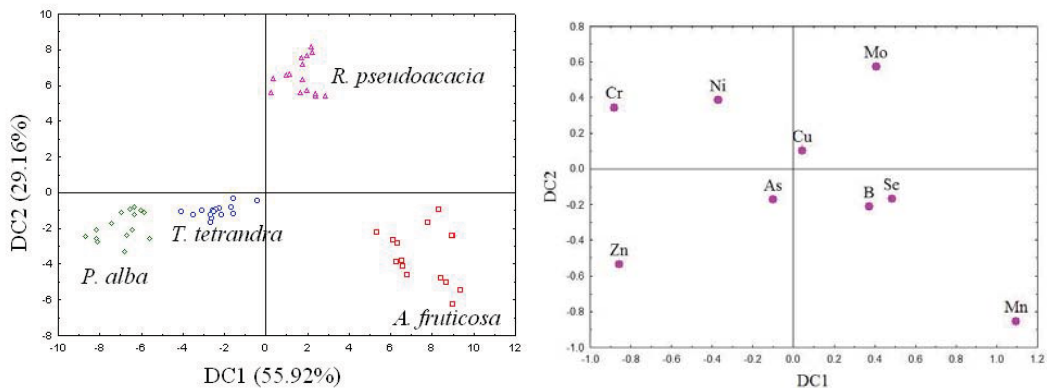 10
8
6
4
2
0
-2
-4
-6
-8
-10 -8 -6 -4 -2 0 2 4 6 8 10 12
DC2 (29.16%)
DC1 (55.92%)
R. pseudoacacia
T. tetrandra
P. alba
A. fruticosa
0.8
0.6
0.4
0.2
0.0
-0.2
-0.4
-0.6
-0.8
-1.0
-1.0 -0.8 -0.6 -0.4 -0.2 0.0 0.2 0.4 0.6 0.8 1.0 1.2
DC2
DC1
Mo
Cr
Ni
Cu
As
B
Se
Zn
Mn